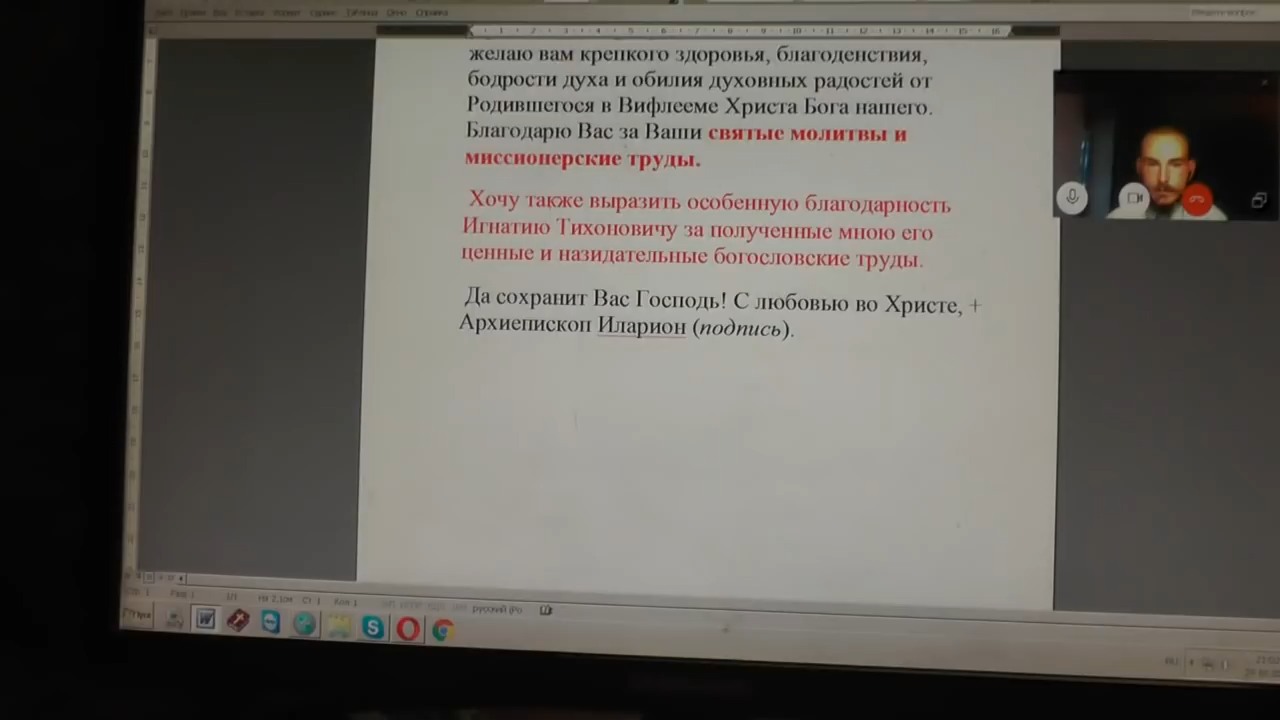 желаю вам крепкого здоровья, благоденствия,
бодрости духа и обилия духовных радостей от
Родившегося в Вифлееме Христа Бога нашего.
Благодарю Вас за Ваши святые молитвы и
миссионерские труды.
Хочу также выразить особенную благодарность
Игнатию Тихоновичу за полученные мною его
ценные и назидательные богословские труды.
Да сохранит Вас Господь! С любовью во Христе, +
Архиепископ Иларион (подпись).